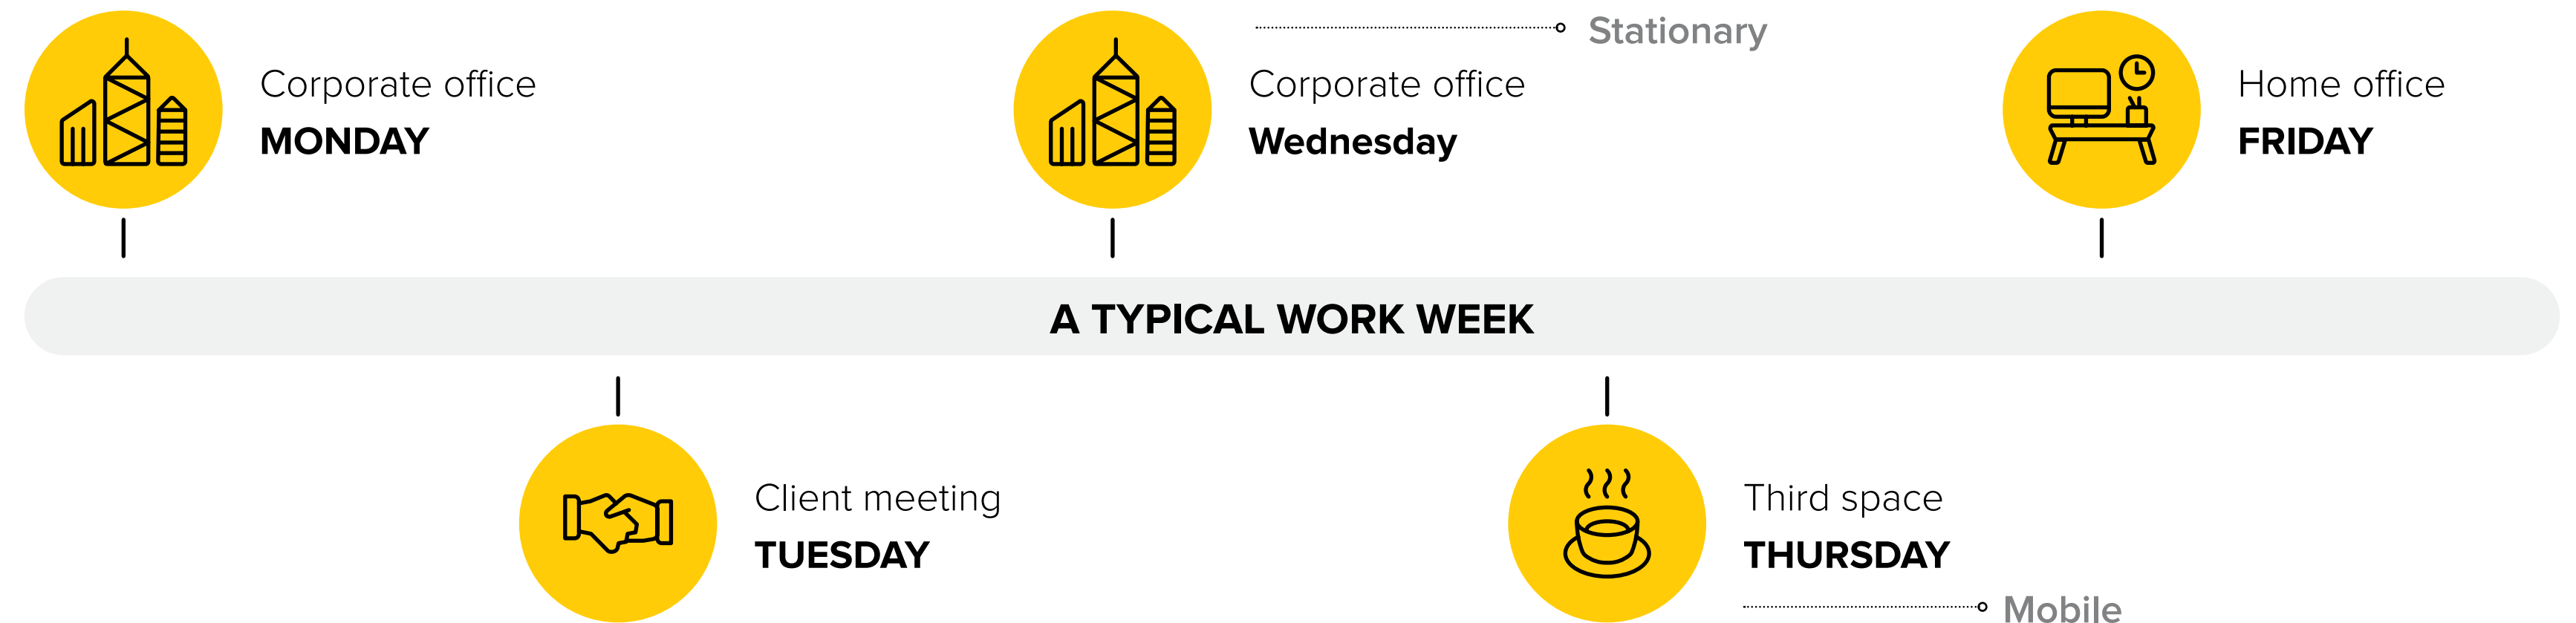 Corporate office
MONDAY
Stationary
Corporate office
Wednesday
Home office
FRIDAY
A TYPICAL WORK WEEK
Client meeting
TUESDAY
Third space
THURSDAY
Mobile